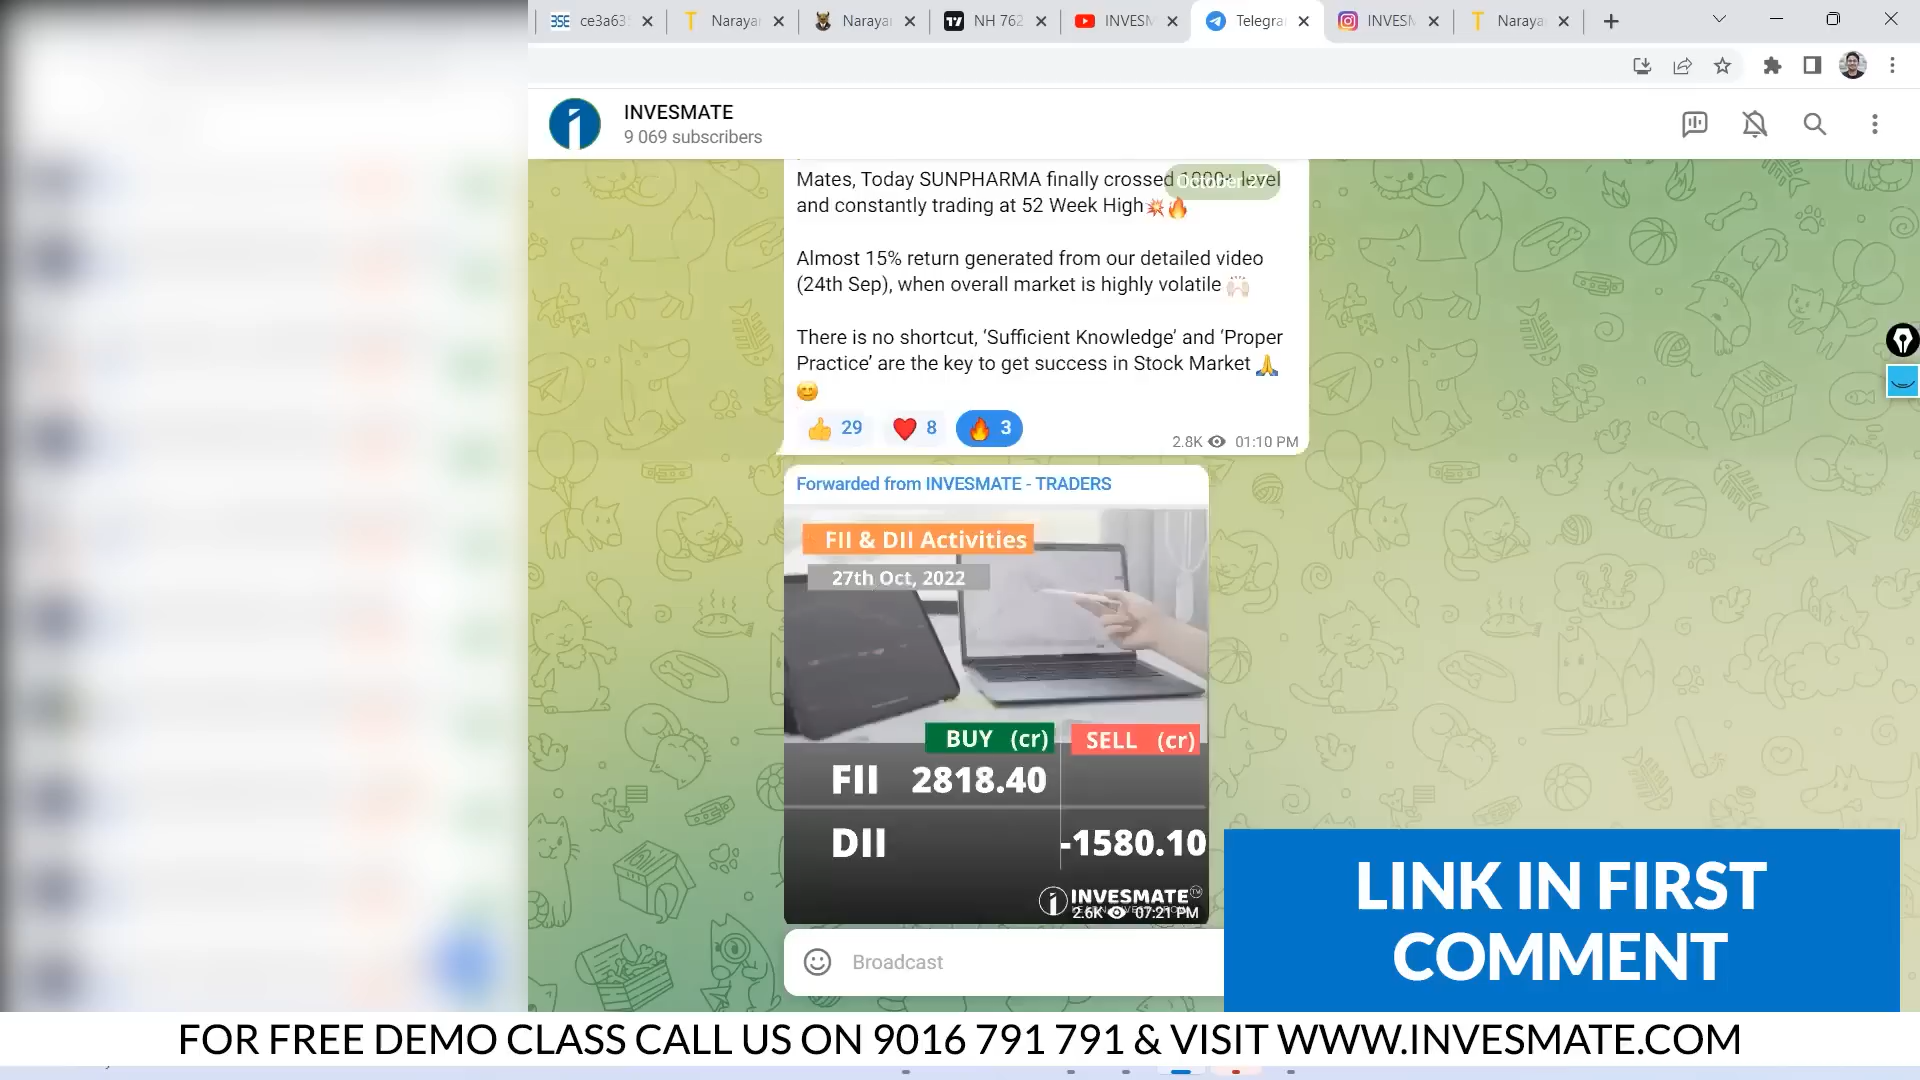 ce3a63
Naraya
Naraya
NH 762
INVESM
Telegra
INVESM
Naraya
INVESMATE
9 069 subscribers
Mates, Today SUNPHARMA finally crossed 1000+ level
October 27
and constantly trading at 52 Week High💥🔥
Almost 15% return generated from our detailed video
(24th Sep), when overall market is highly volatile 🙌🏻
There is no shortcut, ‘Sufficient Knowledge’ and ‘Proper
Practice’ are the key to get success in Stock Market 🙏
😊
👍 29 ❤️ 8 🔥 3
2.8K 01:10 PM
Forwarded from INVESMATE - TRADERS
FII & DII Activities
27th Oct, 2022
BUY (cr) SELL (cr)
FII 2818.40
DII -1580.10
INVESMATE
2.6K 07:21 PM
Broadcast
LINK IN FIRST
COMMENT
FOR FREE DEMO CLASS CALL US ON 9016 791 791 & VISIT WWW.INVESMATE.COM